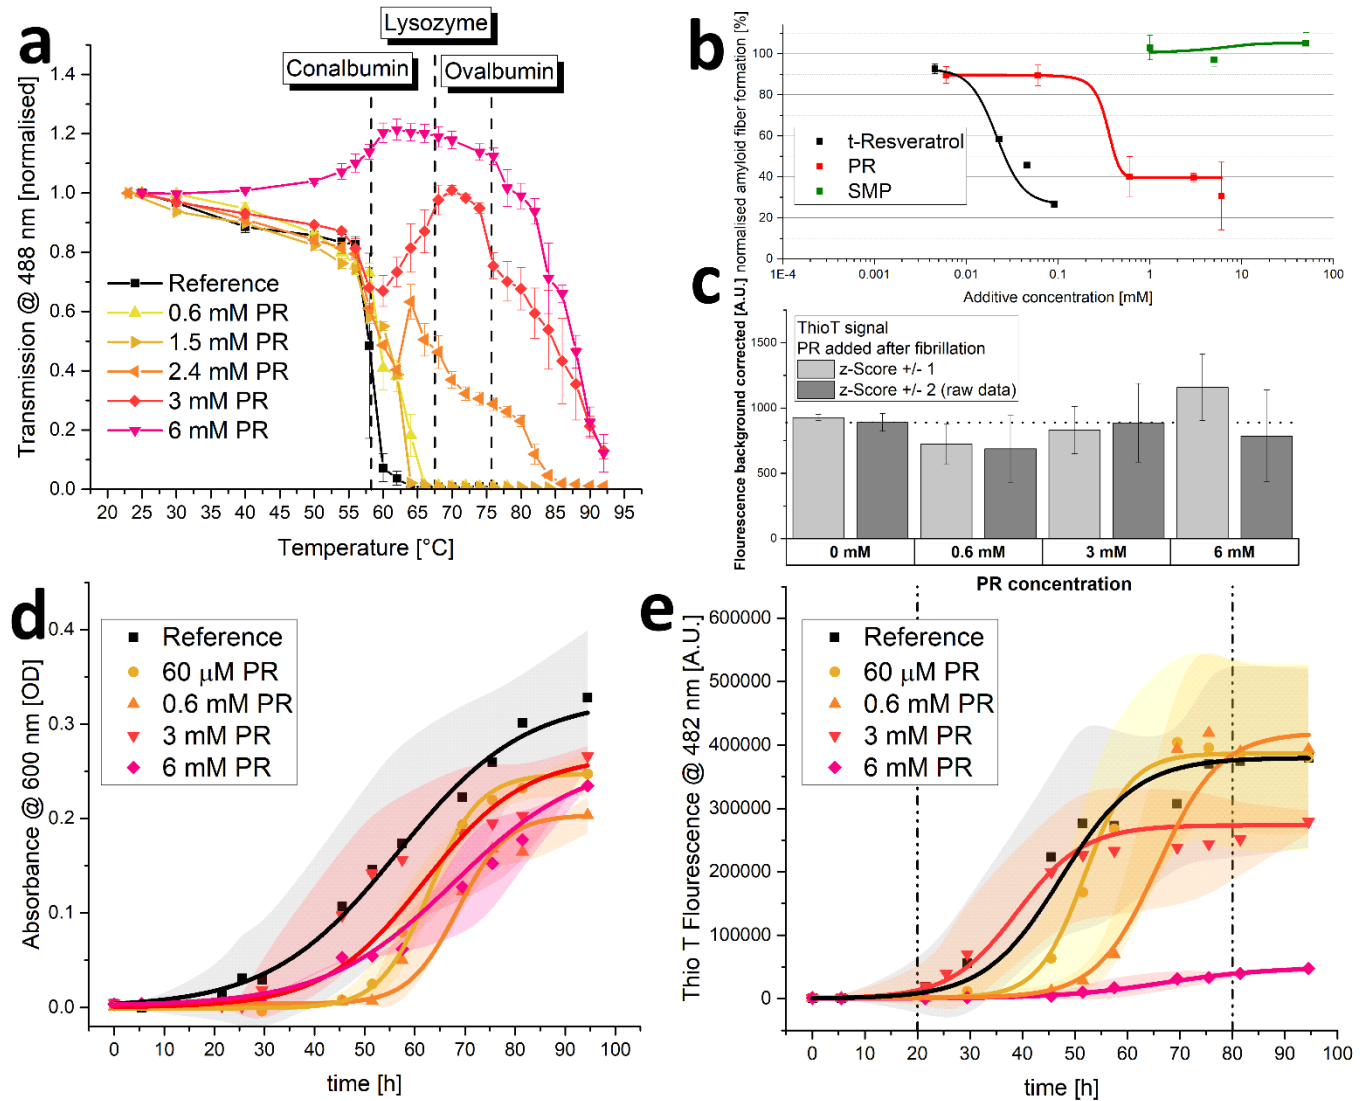 a
Lysozyme
Conalbumin
Ovalbumin
Transmission @ 488 nm [normalised]
1.4
1.2
1.0
0.8
0.6
0.4
0.2
0.0
Reference
0.6 mM PR
1.5 mM PR
2.4 mM PR
3 mM PR
6 mM PR
20 25 30 35 40 45 50 55 60 65 70 75 80 85 90 95
Temperature [°C]
b
normalised amyloid fiber formation [%]
100
80
60
40
20
0
t-Resveratrol
PR
SMP
1E-4 0.001 0.01 0.1 1 10 100
Additive concentration [mM]
c
Flourescence background corrected [A.U.]
1500
1000
500
0
ThioT signal
PR added after fibrillation
z-Score +/- 1
z-Score +/- 2 (raw data)
0 mM 0.6 mM 3 mM 6 mM
PR concentration
d
Absorbance @ 600 nm [OD]
0.4
0.3
0.2
0.1
0.0
Reference
60 μM PR
0.6 mM PR
3 mM PR
6 mM PR
0 10 20 30 40 50 60 70 80 90 100
time [h]
e
Thio T Flourescence @ 482 nm [A.U.]
600000
500000
400000
300000
200000
100000
0
Reference
60 μM PR
0.6 mM PR
3 mM PR
6 mM PR
0 10 20 30 40 50 60 70 80 90 100
time [h]